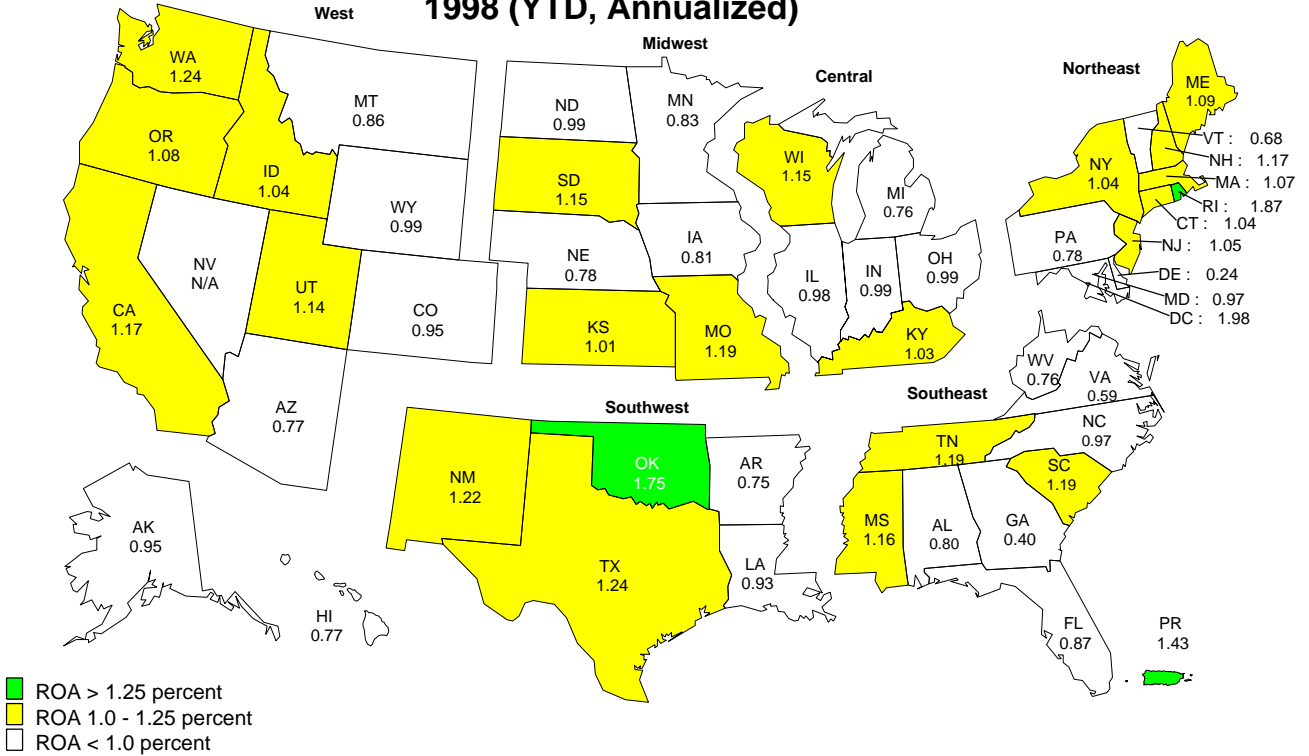 1998 (YTD, Annualized)
West
Midwest
Central
Northeast
WA
1.24
MT
0.86
ND
0.99
MN
0.83
ME
1.09
OR
1.08
ID
1.04
SD
1.15
WI
1.15
NY
1.04
VT : 0.68
NH : 1.17
MA : 1.07
RI : 1.87
CT : 1.04
NJ : 1.05
DE : 0.24
MD : 0.97
DC : 1.98
WY
0.99
MI
0.76
PA
0.78
NV
N/A
UT
1.14
CO
0.95
NE
0.78
IA
0.81
IL
0.98
IN
0.99
OH
0.99
CA
1.17
KS
1.01
MO
1.19
KY
1.03
WV
0.76
VA
0.59
AZ
0.77
Southwest
Southeast
NC
0.97
NM
1.22
OK
1.75
AR
0.75
TN
1.19
SC
1.19
AK
0.95
TX
1.24
LA
0.93
MS
1.16
AL
0.80
GA
0.40
HI
0.77
FL
0.87
PR
1.43
ROA > 1.25 percent
ROA 1.0 - 1.25 percent
ROA < 1.0 percent